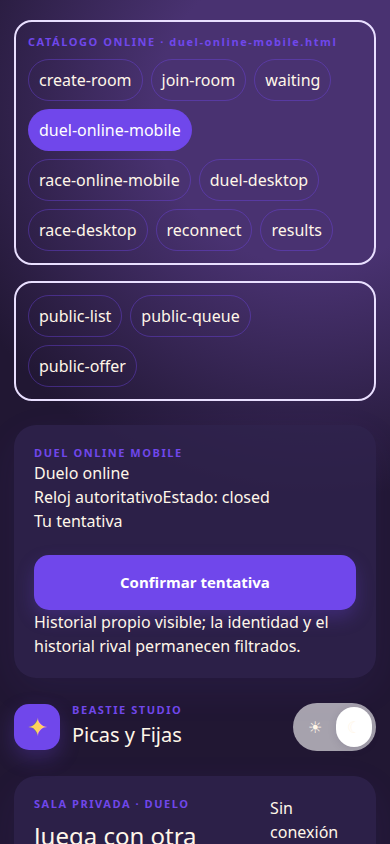 CATÁLOGO ONLINE · duel-online-mobile.html
create-room join-room waiting
duel-online-mobile
race-online-mobile duel-desktop
race-desktop reconnect results
public-list public-queue
public-offer
DUEL ONLINE MOBILE
Duelo online
Reloj autoritativoEstado: closed
Tu tentativa
Confirmar tentativa
Historial propio visible; la identidad y el
historial rival permanecen filtrados.
BEASTIE STUDIO
Picas y Fijas
SALA PRIVADA · DUELO
Juega con otra
Sin
conexión